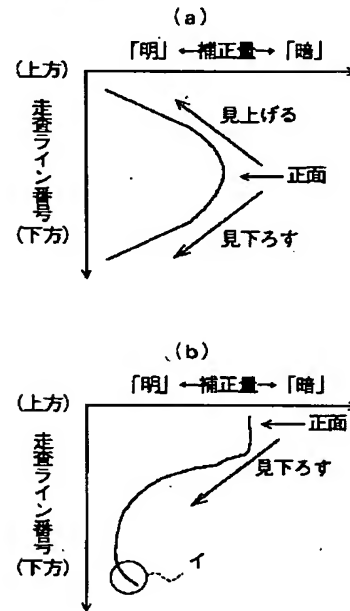 (a)
「明」←補正量→「暗」
(上方)
走査ライン番号
(下方)
見上げる
正面
見下ろす
(b)
「明」←補正量→「暗」
(上方)
走査ライン番号
(下方)
正面
見下ろす
イ